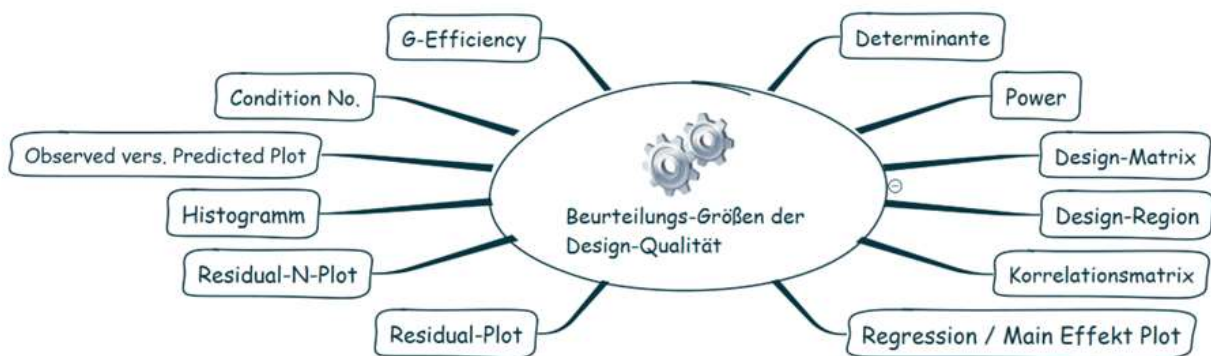 G-Efficiency
Determinante
Condition No.
Power
Observed vers. Predicted Plot
Design-Matrix
Histogramm
Design-Region
Beurteilungs-Größen der
Design-Qualität
Residual-N-Plot
Korrelationsmatrix
Residual-Plot
Regression / Main Effekt Plot